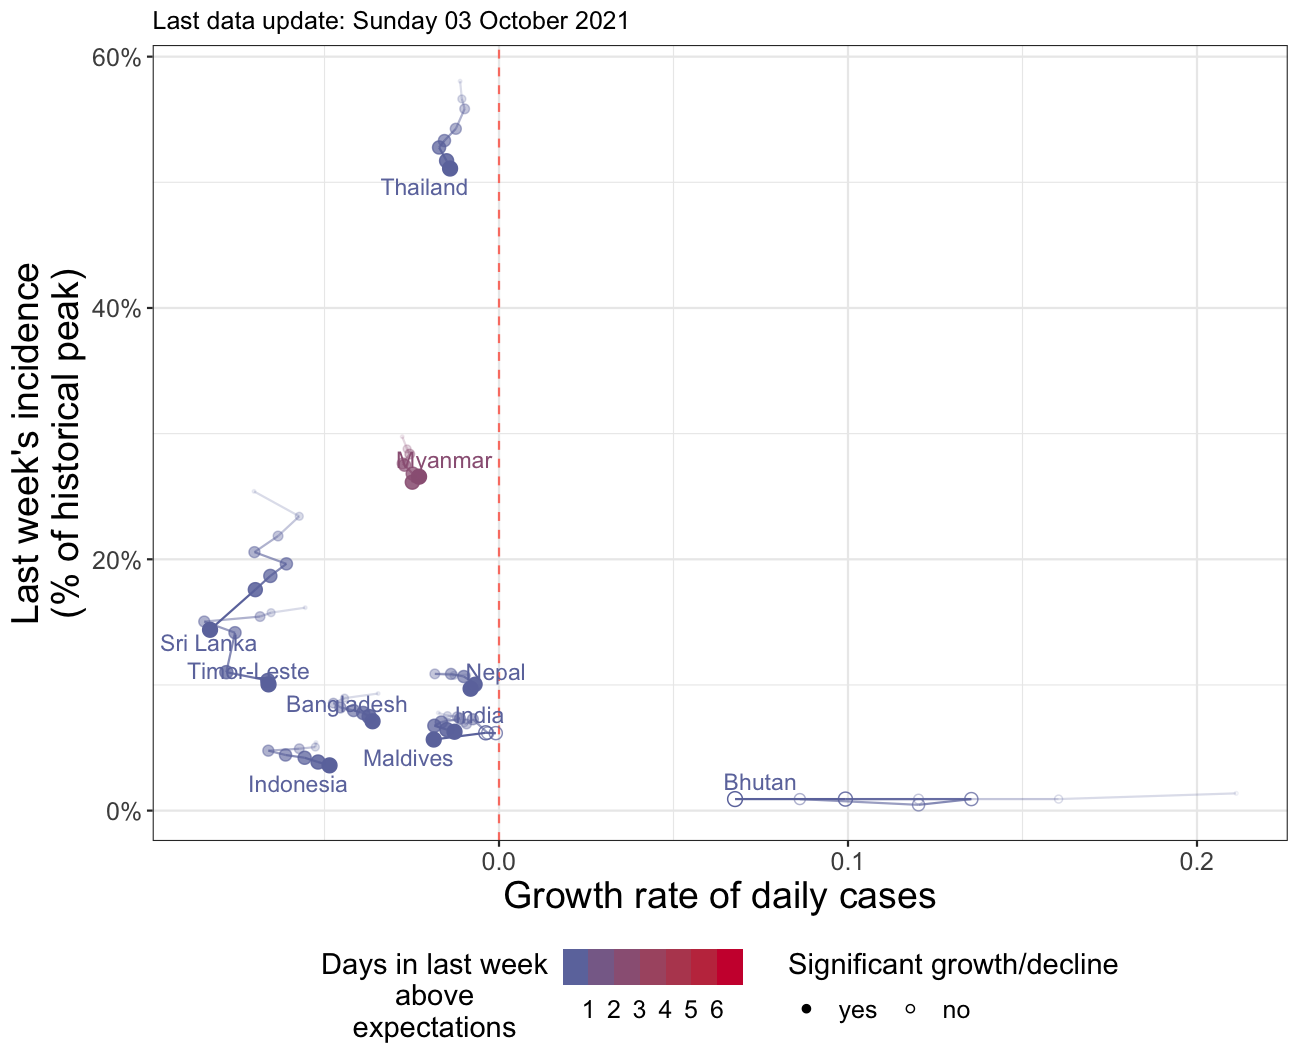 Last data update: Sunday 03 October 2021
Last week's incidence
(% of historical peak)
60%
40%
20%
0%
Thailand
Myanmar
Sri Lanka
Timor-Leste
Nepal
Bangladesh
India
Maldives
Indonesia
Bhutan
0.0
0.1
0.2
Growth rate of daily cases
Days in last week
above
expectations
1 2 3 4 5 6
Significant growth/decline
yes no